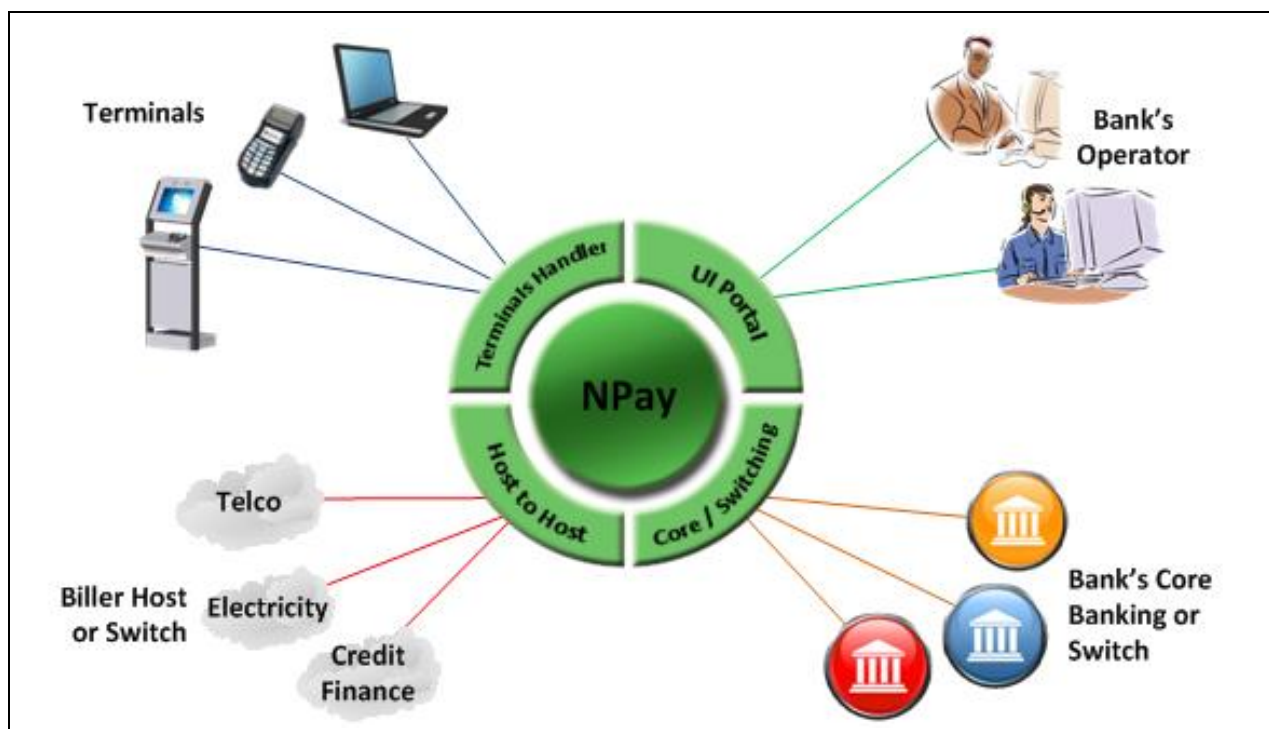 Terminals
Bank's
Operator
Terminals Handler
UI Portal
NPay
Host to Host
Core / Switching
Telco
Electricity
Credit
Finance
Biller Host
or Switch
Bank's Core
Banking or
Switch